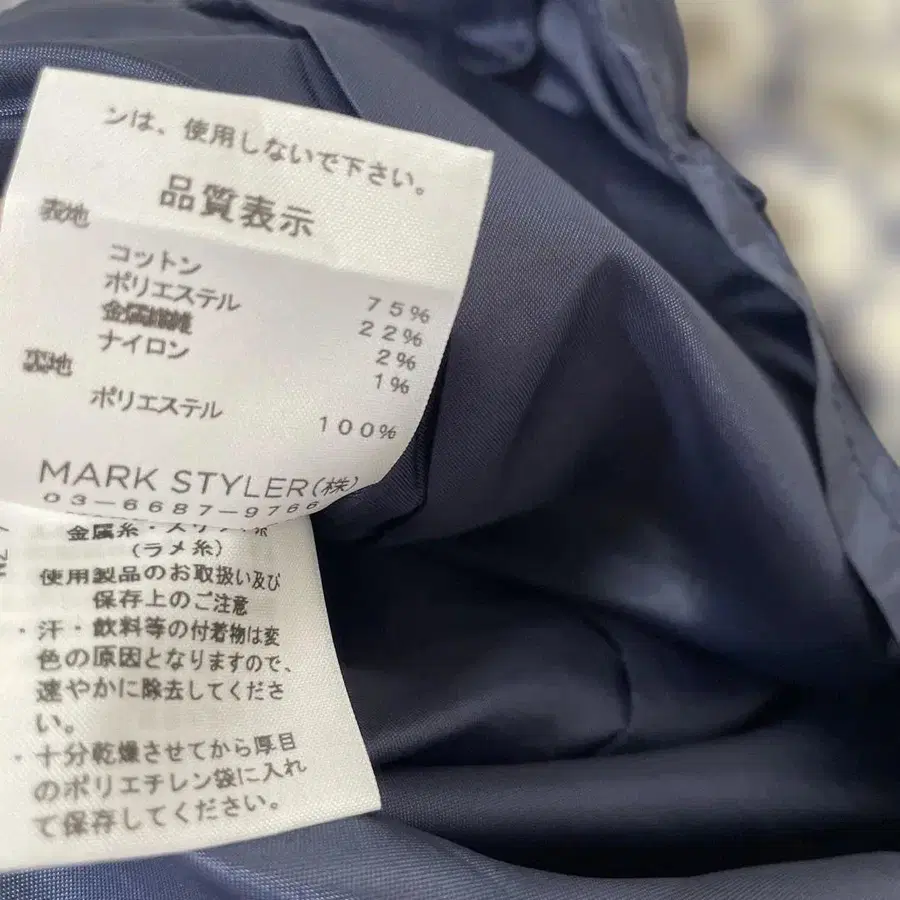 ンは、使用しないで下さい。
品質表示
表地
コットン 75%
ポリエステル 22%
金属繊維 2%
ナイロン 1%
裏地
ポリエステル 100%
MARK STYLER(株)
03-6687-9766
金属糸・スリット糸
(ラメ糸)
使用製品のお取扱い及び
保存上のご注意
・汗・飲料等の付着物は変
色の原因となりますので、
速やかに除去してくださ
い。
・十分乾燥させてから厚目
のポリエチレン袋に入れ
て保存してください。